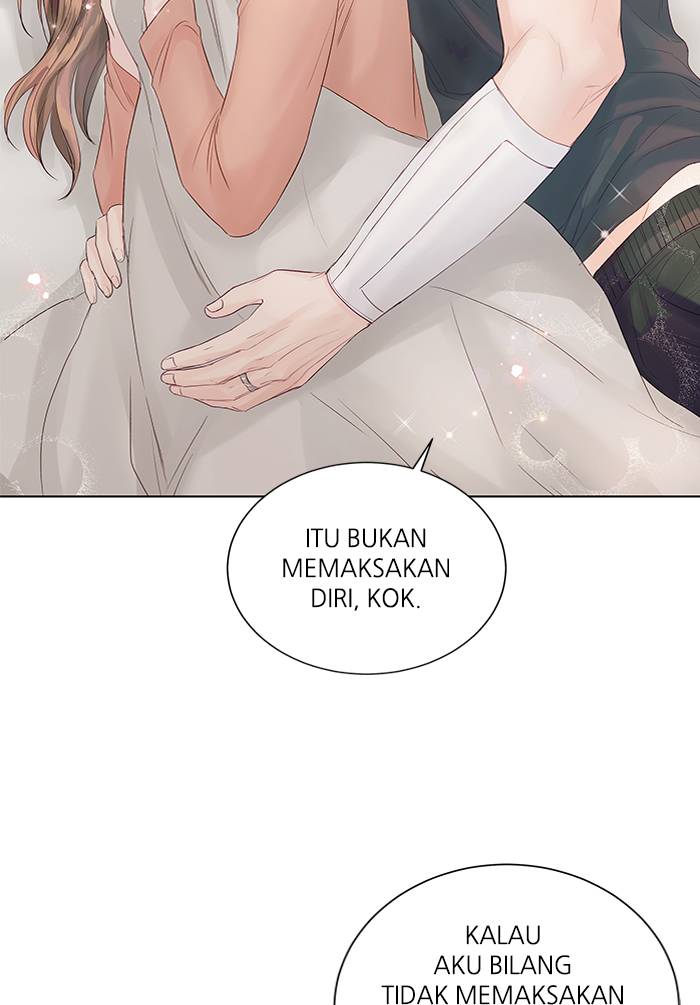 ITU BUKAN
MEMAKSAKAN
DIRI, KOK.
KALAU
AKU BILANG
TIDAK MEMAKSAKAN